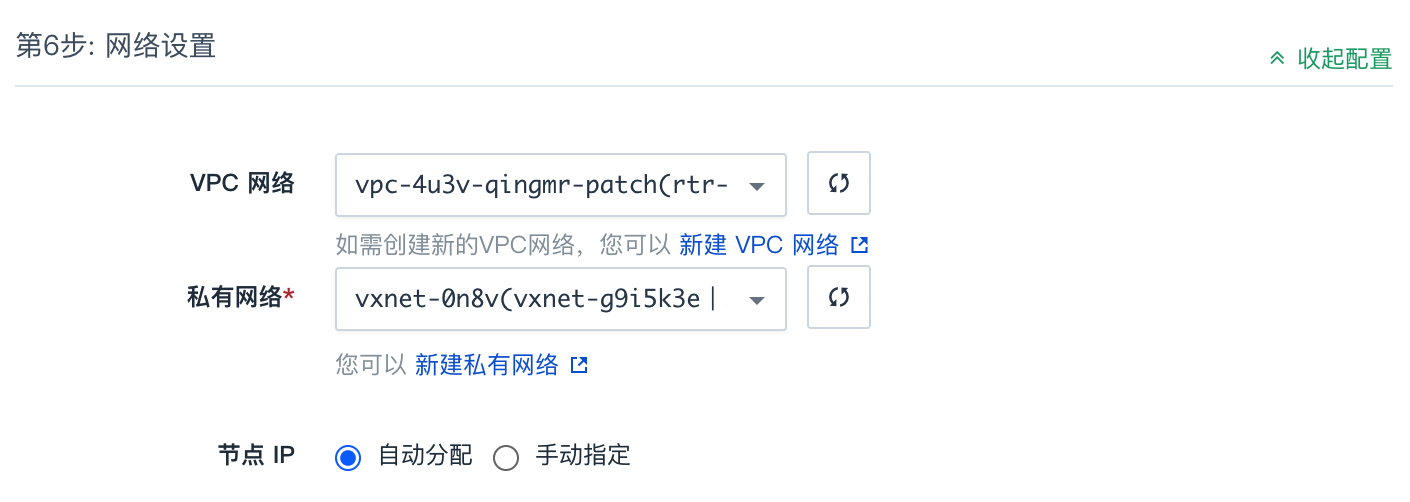 第6步: 网络设置
收起配置
VPC 网络 vpc-4u3v-qingmr-patch(rtr-
如需创建新的VPC网络，您可以 新建 VPC 网络
私有网络* vxnet-0n8v(vxnet-g9i5k3e |
您可以 新建私有网络
节点 IP 自动分配 手动指定